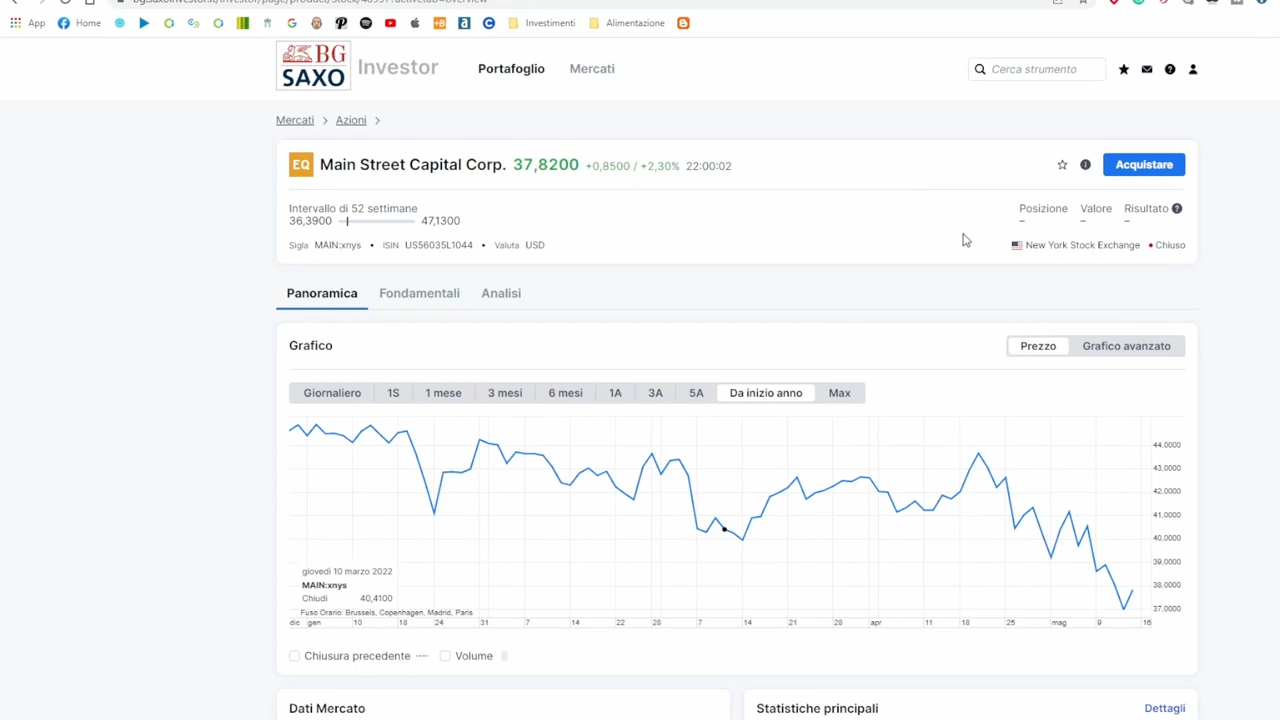 App Home Investimenti Alimentazione
BG SAXO Investor Portafoglio Mercati Cerca strumento
Mercati > Azioni >
EQ Main Street Capital Corp. 37,8200 +0,8500 / +2,30% 22:00:02 Acquistare
Intervallo di 52 settimane Posizione Valore Risultato
36,3900 47,1300 – – –
Sigla MAIN:xnys • ISIN US56035L1044 • Valuta USD New York Stock Exchange • Chiuso
Panoramica Fondamentali Analisi
Grafico Prezzo Grafico avanzato
Giornaliero 1S 1 mese 3 mesi 6 mesi 1A 3A 5A Da inizio anno Max
44,0000
43,0000
42,0000
41,0000
40,0000
39,0000
38,0000
37,0000
giovedì 10 marzo 2022
MAIN:xnys
Chiudi 40,4100
Fuso Orario: Brussels, Copenhagen, Madrid, Paris
dic gen 10 18 24 31 7 14 22 28 7 14 21 28 apr 11 18 25 mag 9 16
Chiusura precedente Volume
Dati Mercato Statistiche principali Dettagli